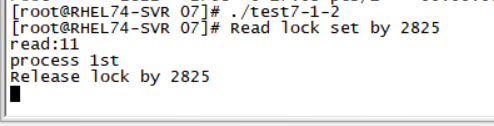 [root@RHEL74-SVR 07]# ./test7-1-2
[root@RHEL74-SVR 07]# Read lock set by 2825
read:11
process 1st
Release lock by 2825